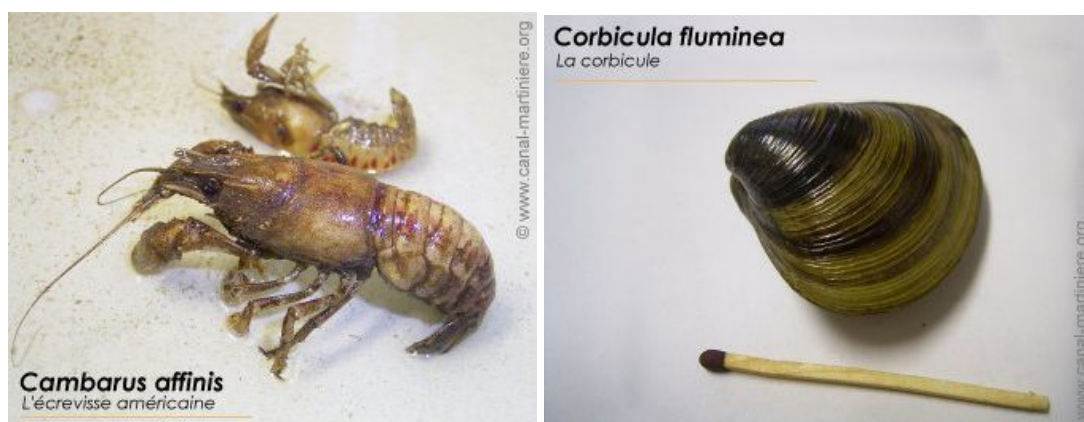 © www.canal-martiniere.org
Cambarus affinis
L'écrevisse américaine
Corbicula fluminea
La corbicule
www.canal-martiniere.org